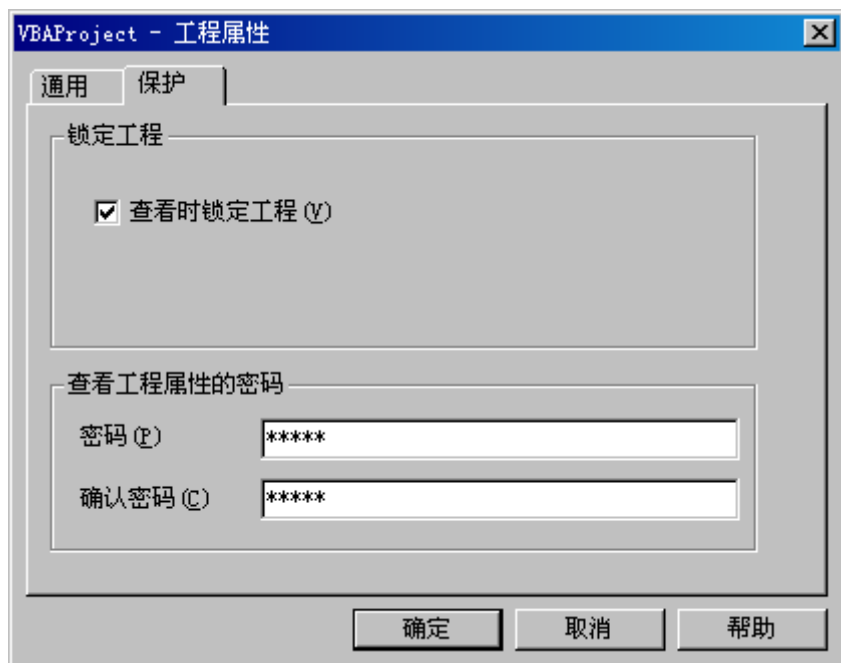 VBAProject - 工程属性
通用 保护
锁定工程
查看时锁定工程(V)
查看工程属性的密码
密码(P) *****
确认密码(C) *****
确定 取消 帮助